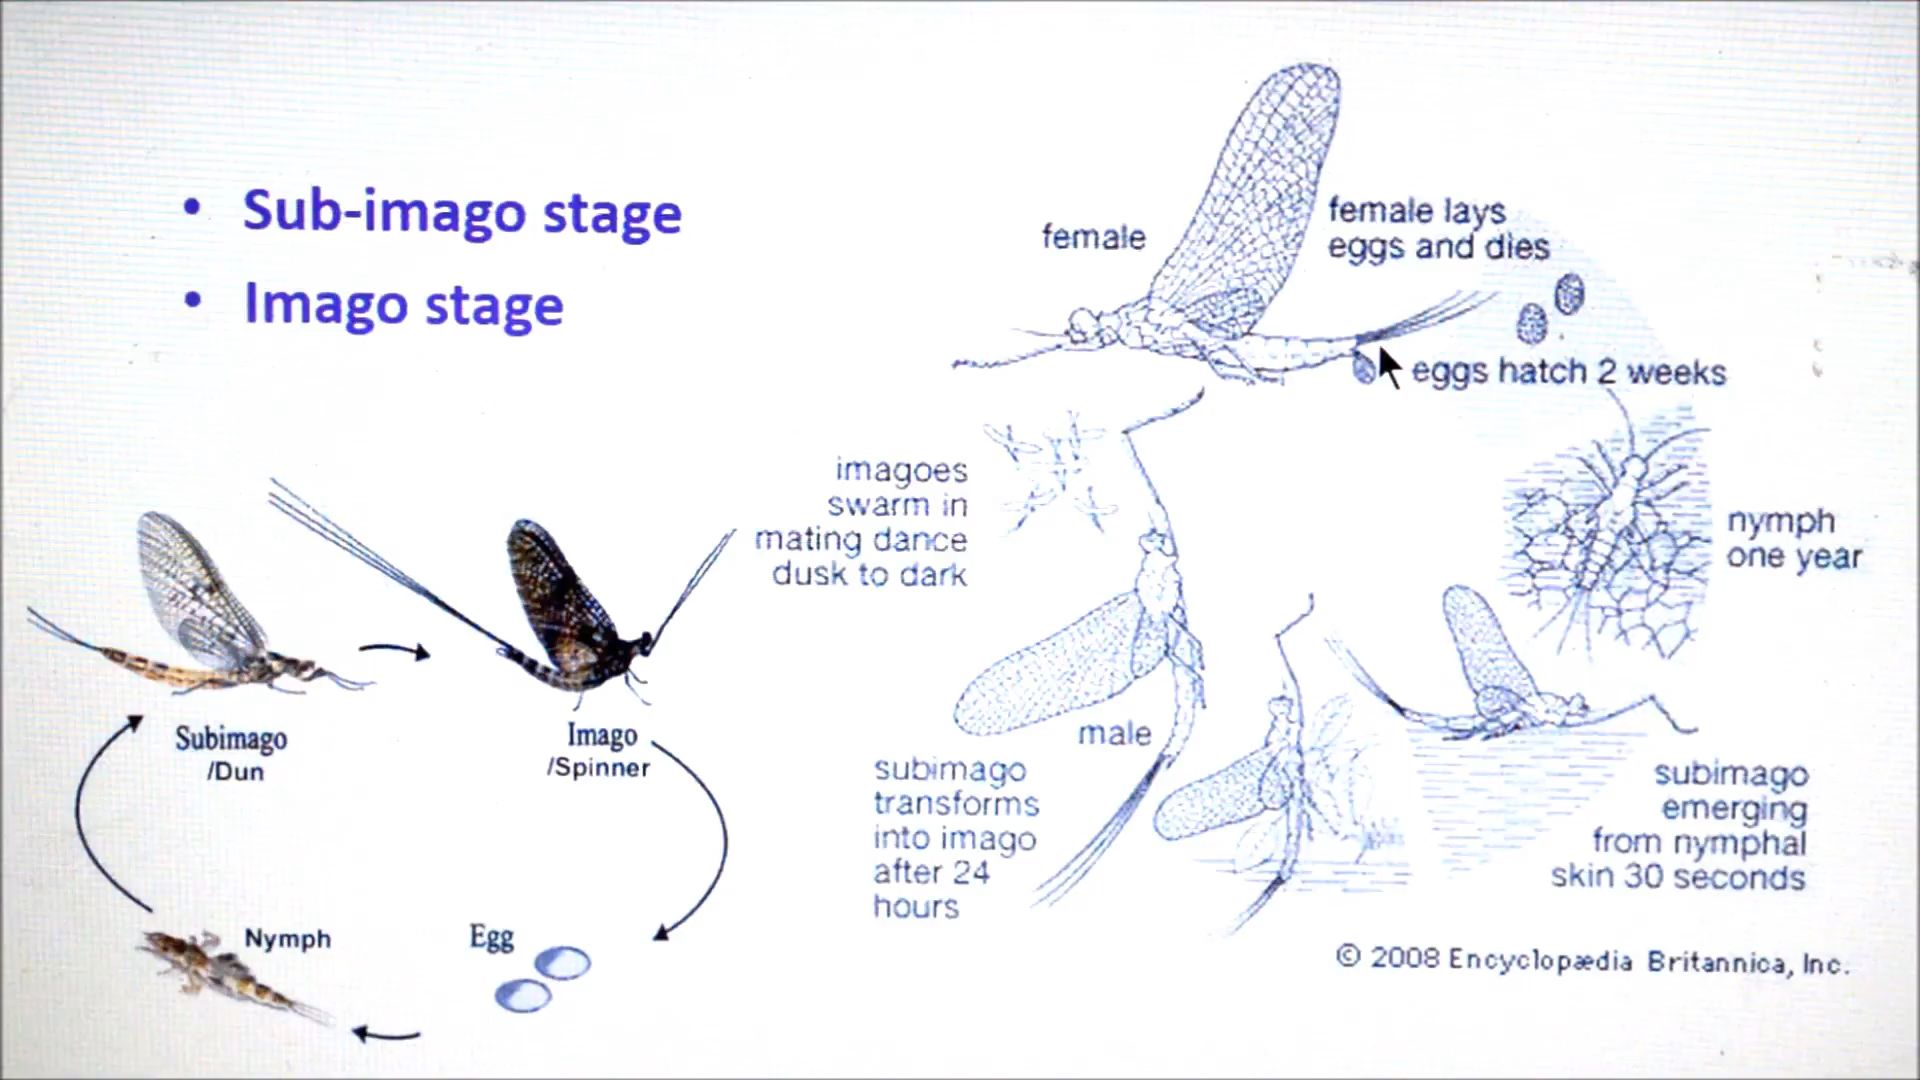 • Sub-imago stage
• Imago stage
female
female lays
eggs and dies
eggs hatch 2 weeks
imagoes
swarm in
mating dance
dusk to dark
nymph
one year
male
subimago
transforms
into imago
after 24
hours
subimago
emerging
from nymphal
skin 30 seconds
© 2008 Encyclopædia Britannica, Inc.
Subimago
/Dun
Imago
/Spinner
Nymph
Egg